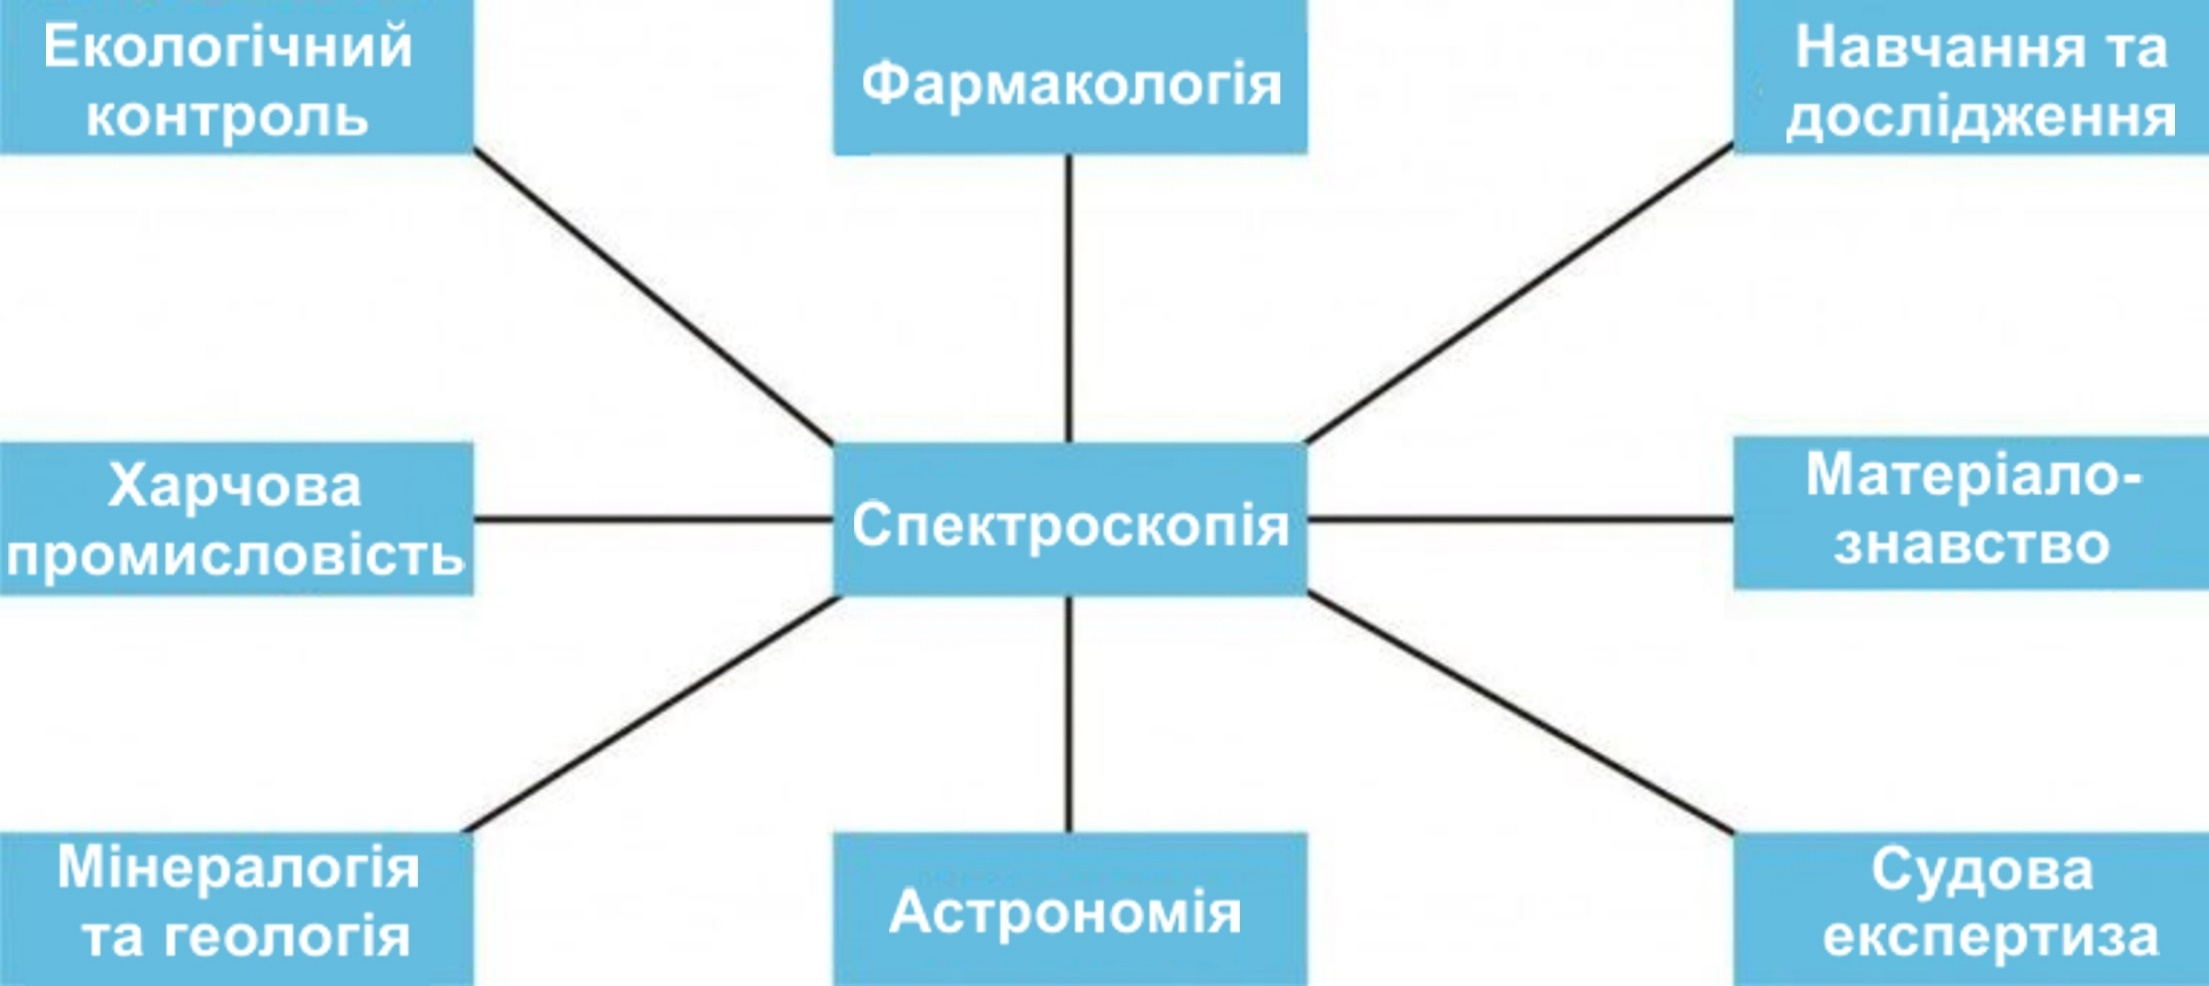 Екологічний
контроль
Фармакологія
Навчання та
дослідження
Харчова
промисловість
Спектроскопія
Матеріало-
знавство
Мінералогія
та геологія
Астрономія
Судова
експертиза